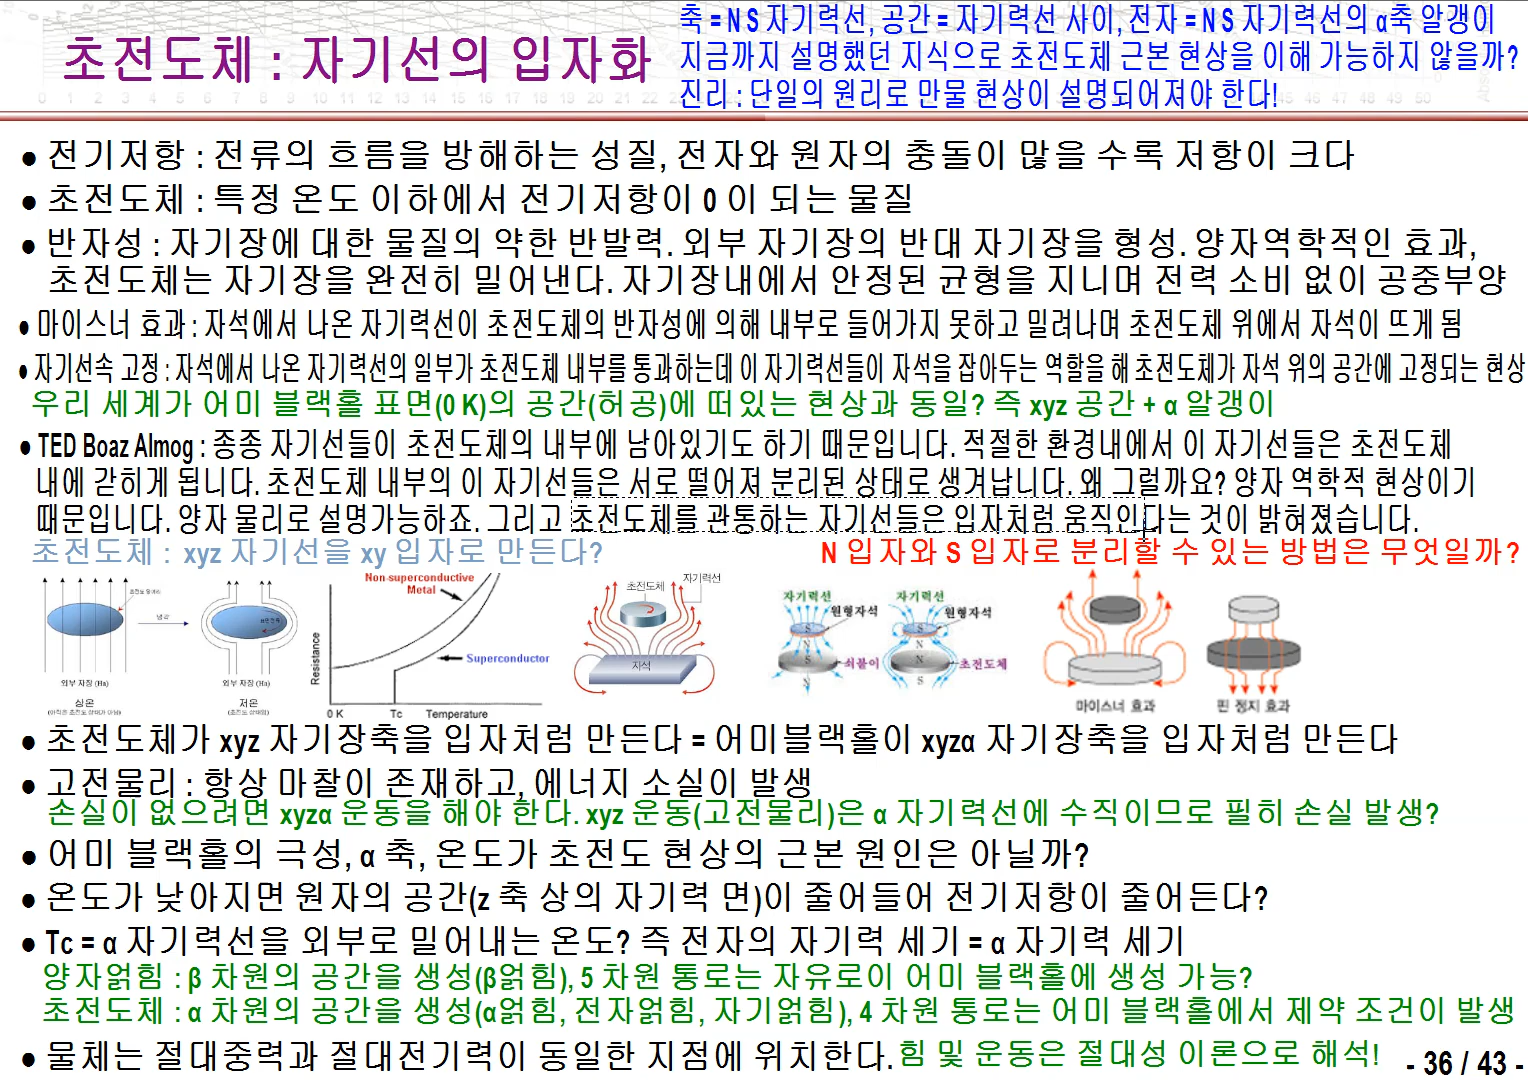 축 = N S 자기력선, 공간 = 자기력선 사이, 전자 = N S 자기력선의 α축 알갱이
초전도체 : 자기선의 입자화
지금까지 설명했던 지식으로 초전도체 근본 현상을 이해 가능하지 않을까?
진리 : 단일의 원리로 만물 현상이 설명되어져야 한다!
● 전기저항 : 전류의 흐름을 방해하는 성질, 전자와 원자의 충돌이 많을 수록 저항이 크다
● 초전도체 : 특정 온도 이하에서 전기저항이 0 이 되는 물질
● 반자성 : 자기장에 대한 물질의 약한 반발력. 외부 자기장의 반대 자기장을 형성. 양자역학적인 효과,
초전도체는 자기장을 완전히 밀어낸다. 자기장내에서 안정된 균형을 지니며 전력 소비 없이 공중부양
● 마이스너 효과 : 자석에서 나온 자기력선이 초전도체의 반자성에 의해 내부로 들어가지 못하고 밀려나며 초전도체 위에서 자석이 뜨게 됨
● 자기선속 고정 : 자석에서 나온 자기력선의 일부가 초전도체 내부를 통과하는데 이 자기력선들이 자석을 잡아두는 역할을 해 초전도체가 자석 위의 공간에 고정되는 현상
우리 세계가 어미 블랙홀 표면(0 K)의 공간(허공)에 떠있는 현상과 동일? 즉 xyz 공간 + α 알갱이
● TED Boaz Almog : 종종 자기선들이 초전도체의 내부에 남아있기도 하기 때문입니다. 적절한 환경내에서 이 자기선들은 초전도체
내에 갇히게 됩니다. 초전도체 내부의 이 자기선들은 서로 떨어져 분리된 상태로 생겨납니다. 왜 그럴까요? 양자 역학적 현상이기
때문입니다. 양자 물리로 설명가능하죠. 그리고 초전도체를 관통하는 자기선들은 입자처럼 움직인다는 것이 밝혀졌습니다.
초전도체 : xyz 자기선을 xy 입자로 만든다?
N 입자와 S 입자로 분리할 수 있는 방법은 무엇일까?
냉각
외부 자장 (Ha)
상온
외부 자장 (Ha)
저온
Non-superconductive
Metal
Superconductor
Resistance
0 K Tc Temperature
초전도체
자기력선
자석
자기력선
원형자석
S
N
S
N
쇠붙이
자기력선
원형자석
S
N
N
S
초전도체
마이스너 효과
핀 정지 효과
● 초전도체가 xyz 자기장축을 입자처럼 만든다 = 어미블랙홀이 xyzα 자기장축을 입자처럼 만든다
● 고전물리 : 항상 마찰이 존재하고, 에너지 소실이 발생
손실이 없으려면 xyzα 운동을 해야 한다. xyz 운동(고전물리)은 α 자기력선에 수직이므로 필히 손실 발생?
● 어미 블랙홀의 극성, α 축, 온도가 초전도 현상의 근본 원인은 아닐까?
● 온도가 낮아지면 원자의 공간(z 축 상의 자기력 면)이 줄어들어 전기저항이 줄어든다?
● Tc = α 자기력선을 외부로 밀어내는 온도? 즉 전자의 자기력 세기 = α 자기력 세기
양자얽힘 : β 차원의 공간을 생성(β얽힘), 5 차원 통로는 자유로이 어미 블랙홀에 생성 가능?
초전도체 : α 차원의 공간을 생성(α얽힘, 전자얽힘, 자기얽힘), 4 차원 통로는 어미 블랙홀에서 제약 조건이 발생
● 물체는 절대중력과 절대전기력이 동일한 지점에 위치한다. 힘 및 운동은 절대성 이론으로 해석!
- 36 / 43 -